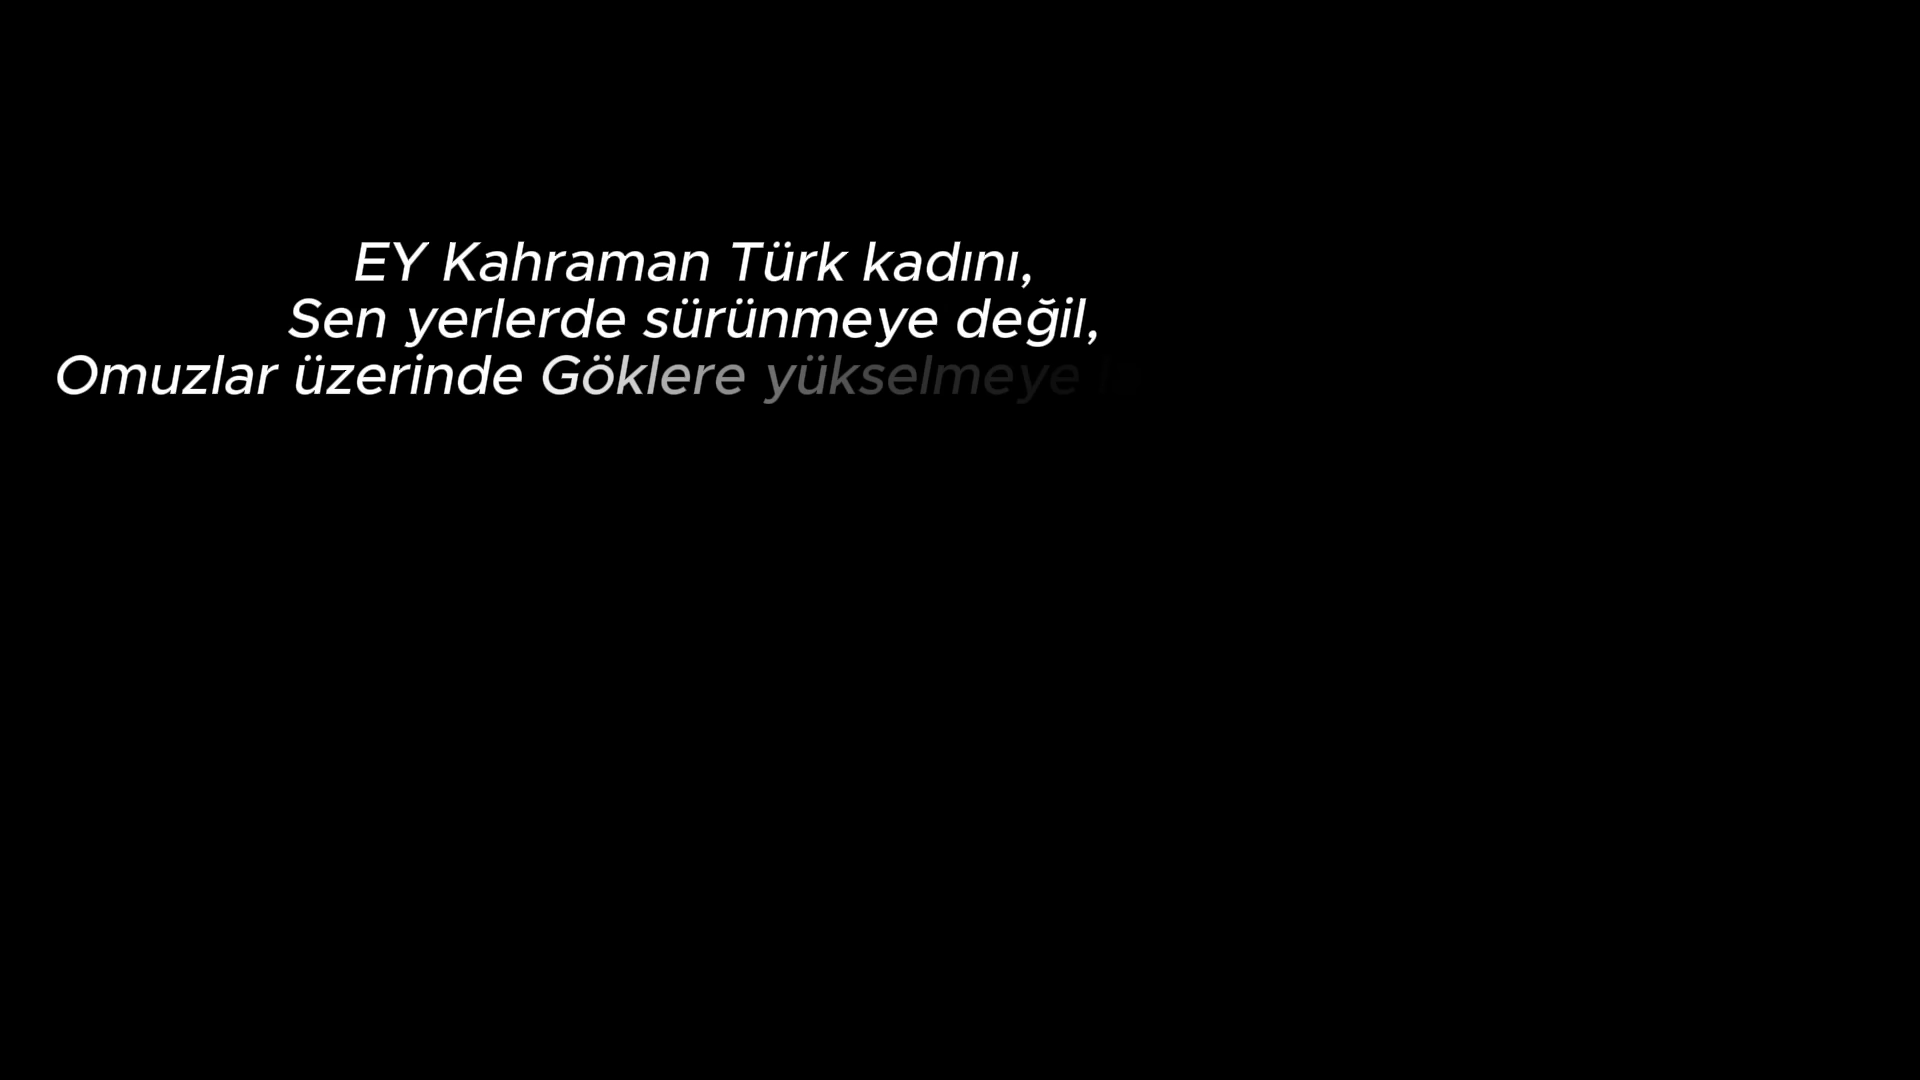 EY Kahraman Türk kadını,
Sen yerlerde sürünmeye değil,
Omuzlar üzerinde Göklere yükselmeye